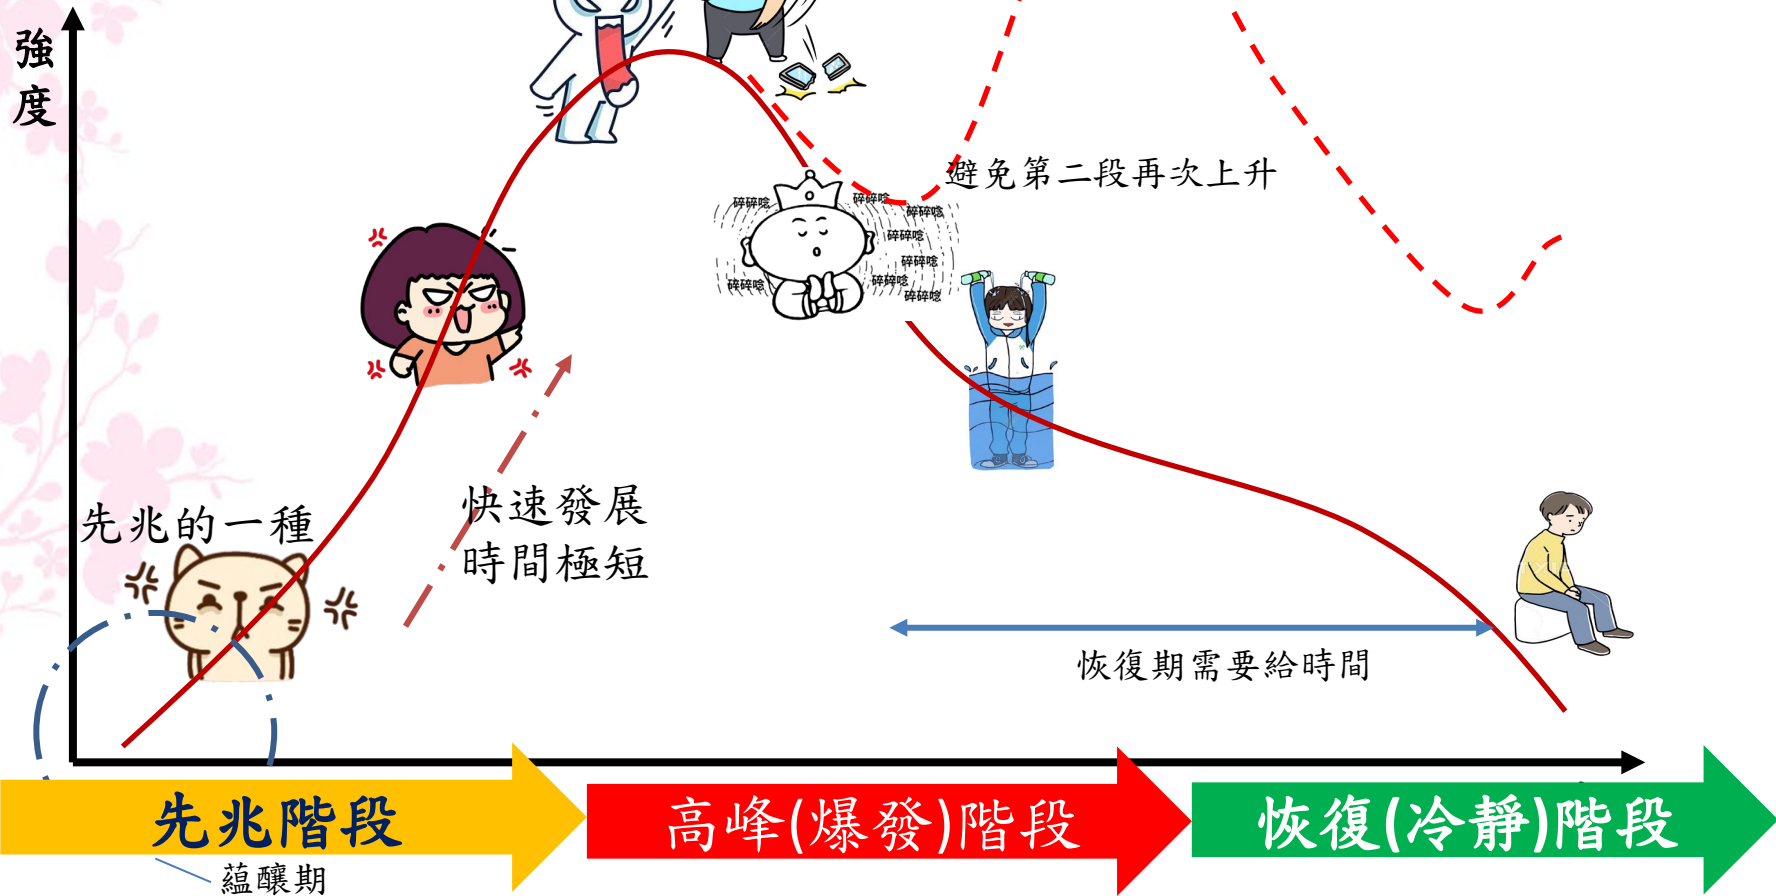 強度
避免第二段再次上升
碎碎唸
碎碎唸
碎碎唸
碎碎唸
碎碎唸
碎碎唸
碎碎唸
碎碎唸
先兆的一種
快速發展
時間極短
恢復期需要給時間
先兆階段
高峰(爆發)階段
恢復(冷靜)階段
蘊釀期